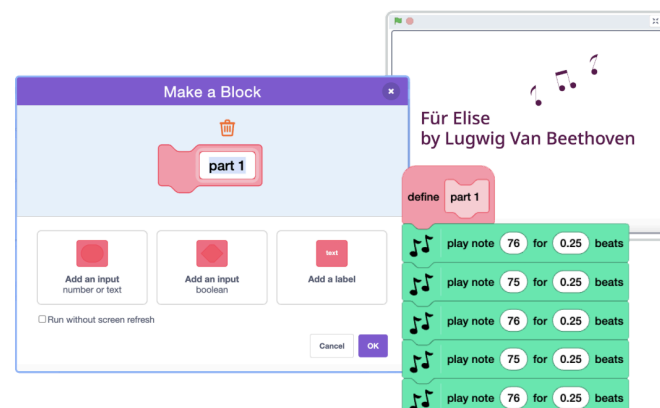 Make a Block
part 1
Add an input
number or text
Add an input
boolean
text
Add a label
Run without screen refresh
Cancel
OK
Für Elise
by Lugwig Van Beethoven
define part 1
play note 76 for 0.25 beats
play note 75 for 0.25 beats
play note 76 for 0.25 beats
play note 75 for 0.25 beats
play note 76 for 0.25 beats